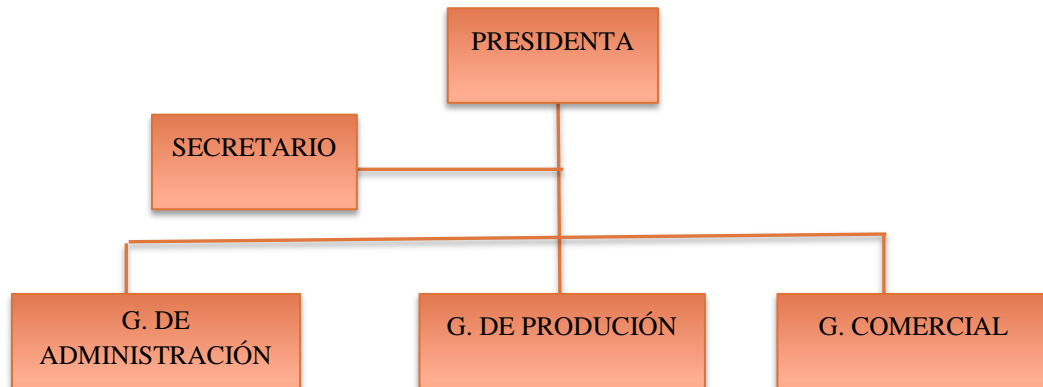 PRESIDENTA
SECRETARIO
G. DE
ADMINISTRACIÓN
G. DE PRODUCIÓN
G. COMERCIAL